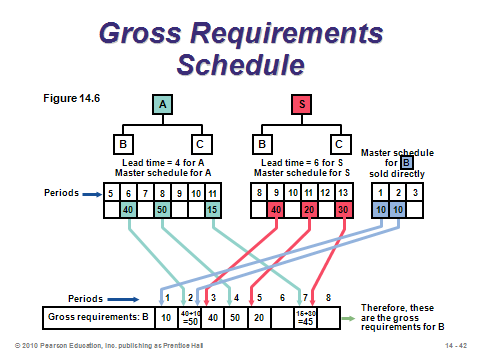 Gross Requirements
Schedule
Figure 14.6
A
S
B
C
B
C
Lead time = 4 for A
Master schedule for A
Lead time = 6 for S
Master schedule for S
Master schedule
for B
sold directly
Periods
5 6 7 8 9 10 11
8 9 10 11 12 13
1 2 3
40 50 15
40 20 30
10 10
Periods
1 2 3 4 5 6 7 8
Gross requirements: B
10
40+10
=50
40
50
20
15+30
=45
Therefore, these
are the gross
requirements for B
© 2010 Pearson Education, Inc. publishing as Prentice Hall
14 - 42